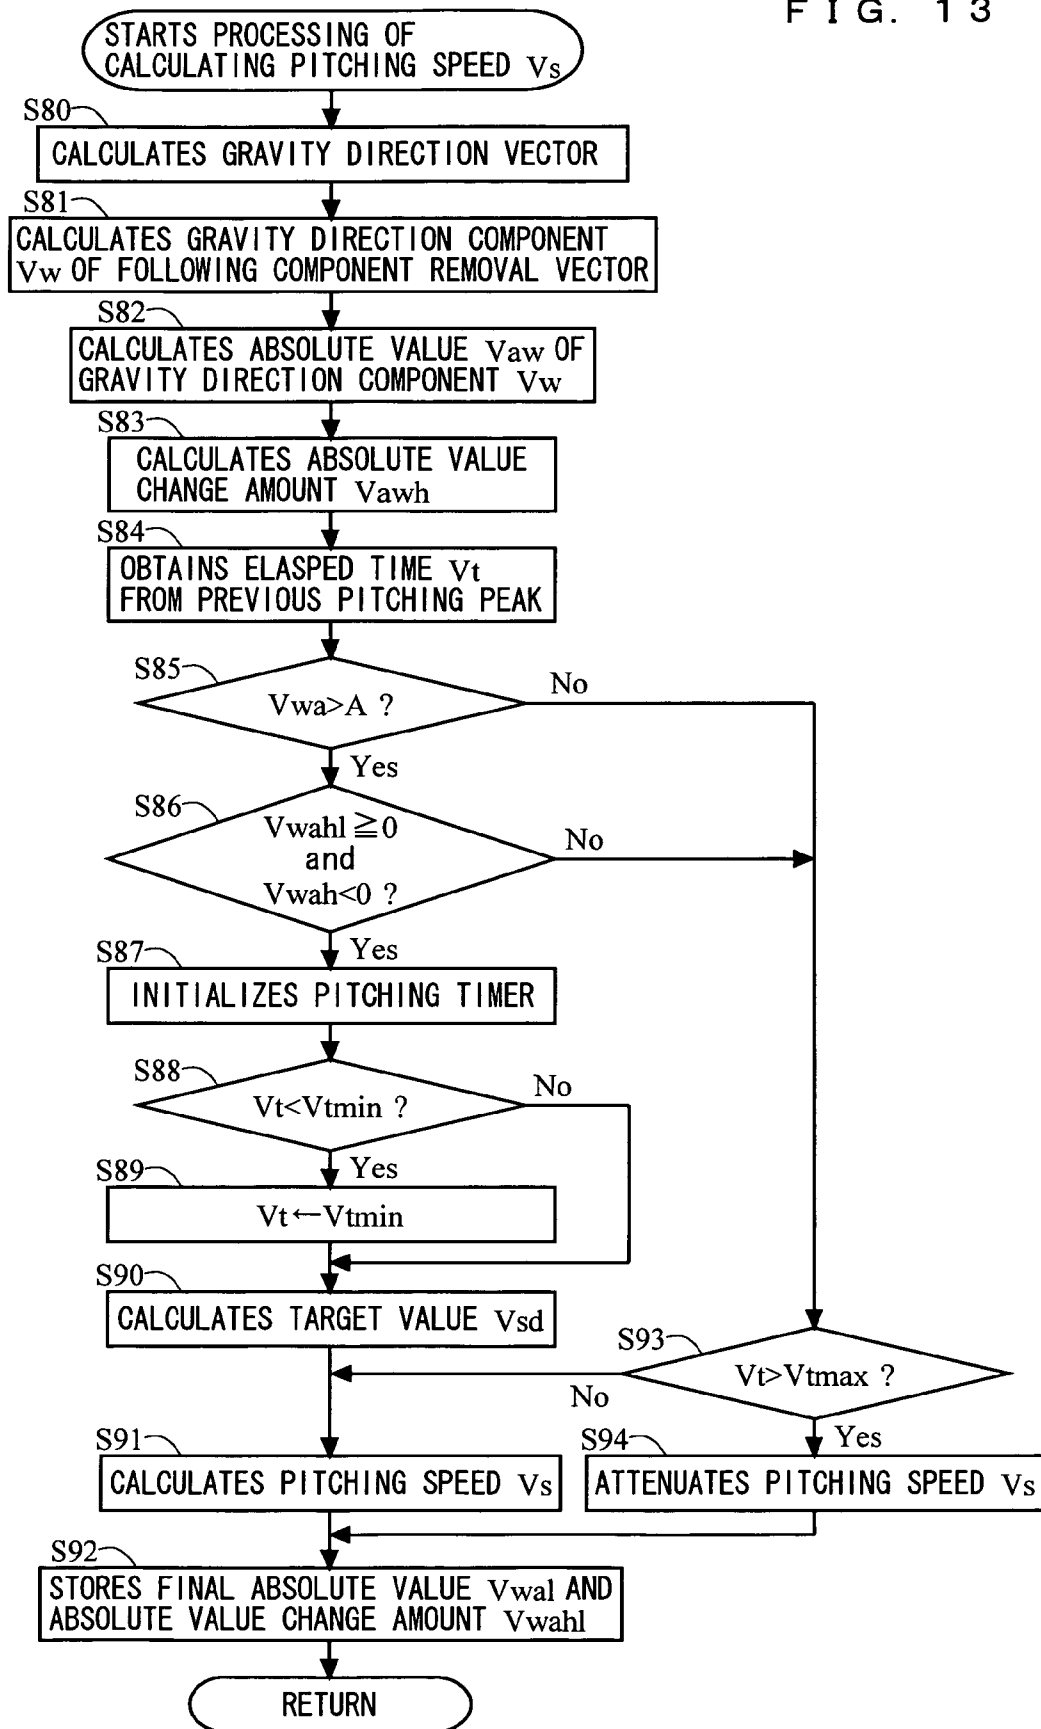 FIG. 13
STARTS PROCESSING OF
CALCULATING PITCHING SPEED Vs
S80
CALCULATES GRAVITY DIRECTION VECTOR
S81
CALCULATES GRAVITY DIRECTION COMPONENT
Vw OF FOLLOWING COMPONENT REMOVAL VECTOR
S82
CALCULATES ABSOLUTE VALUE Vaw OF
GRAVITY DIRECTION COMPONENT Vw
S83
CALCULATES ABSOLUTE VALUE
CHANGE AMOUNT Vawh
S84
OBTAINS ELASPED TIME Vt
FROM PREVIOUS PITCHING PEAK
S85
Vwa>A ?
No
Yes
S86
Vwahl≧0
and
Vwah<0 ?
No
Yes
S87
INITIALIZES PITCHING TIMER
S88
Vt<Vtmin ?
No
Yes
S89
Vt←Vtmin
S90
CALCULATES TARGET VALUE Vsd
S93
Vt>Vtmax ?
No
Yes
S91
CALCULATES PITCHING SPEED Vs
S94
ATTENUATES PITCHING SPEED Vs
S92
STORES FINAL ABSOLUTE VALUE Vwal AND
ABSOLUTE VALUE CHANGE AMOUNT Vwahl
RETURN